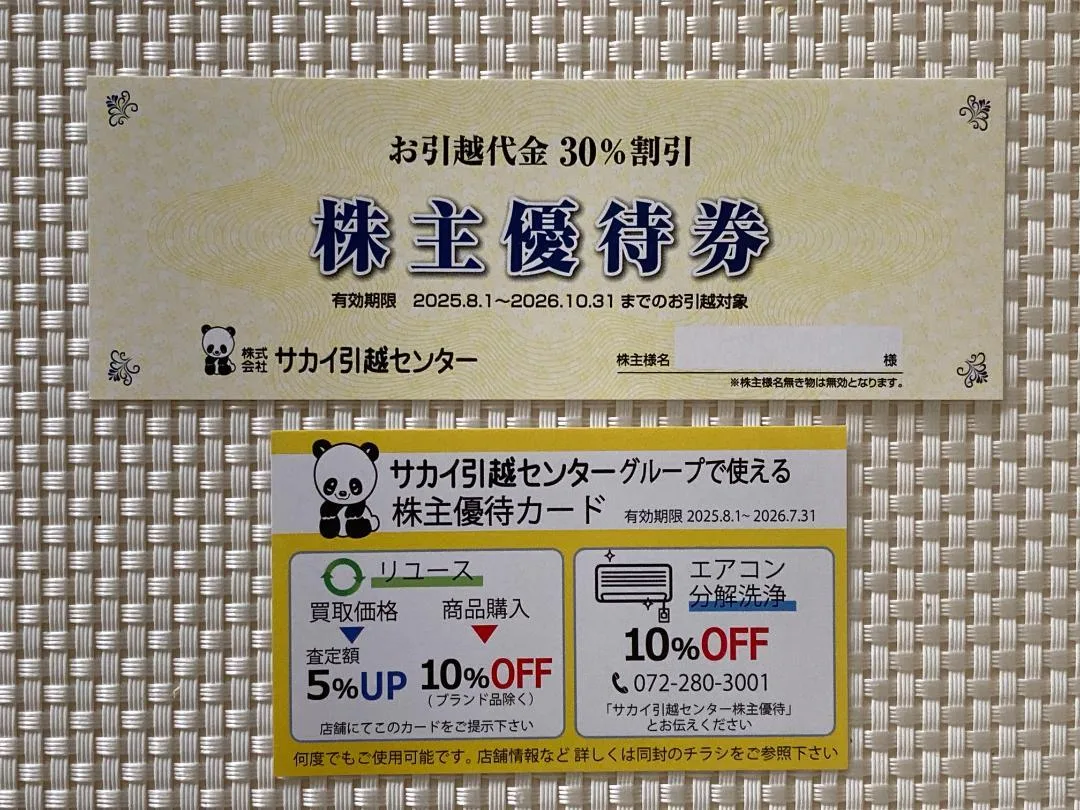 お引越代金 30%割引
株主優待券
有効期限 2025.8.1～2026.10.31 までのお引越対象
株式会社 サカイ引越センター
株主様名 様
※株主様名無き物は無効となります。
サカイ引越センターグループで使える
株主優待カード 有効期限 2025.8.1~ 2026.7.31
リユース
買取価格 商品購入
査定額
5%UP 10%OFF
(ブランド品除く)
店舗にてこのカードをご提示下さい
エアコン
分解洗浄
10%OFF
072-280-3001
「サカイ引越センター株主優待」
とお伝えください
何度でもご使用可能です。店舗情報など 詳しくは同封のチラシをご参照下さい